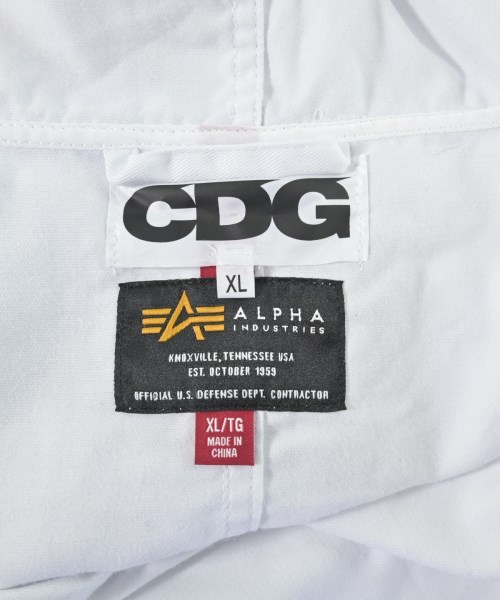 CDG
XL
ALPHA
INDUSTRIES
KNOXVILLE, TENNESSEE USA
EST. OCTOBER 1959
OFFICIAL U.S. DEFENSE DEPT. CONTRACTOR
XL/TG
MADE IN
CHINA